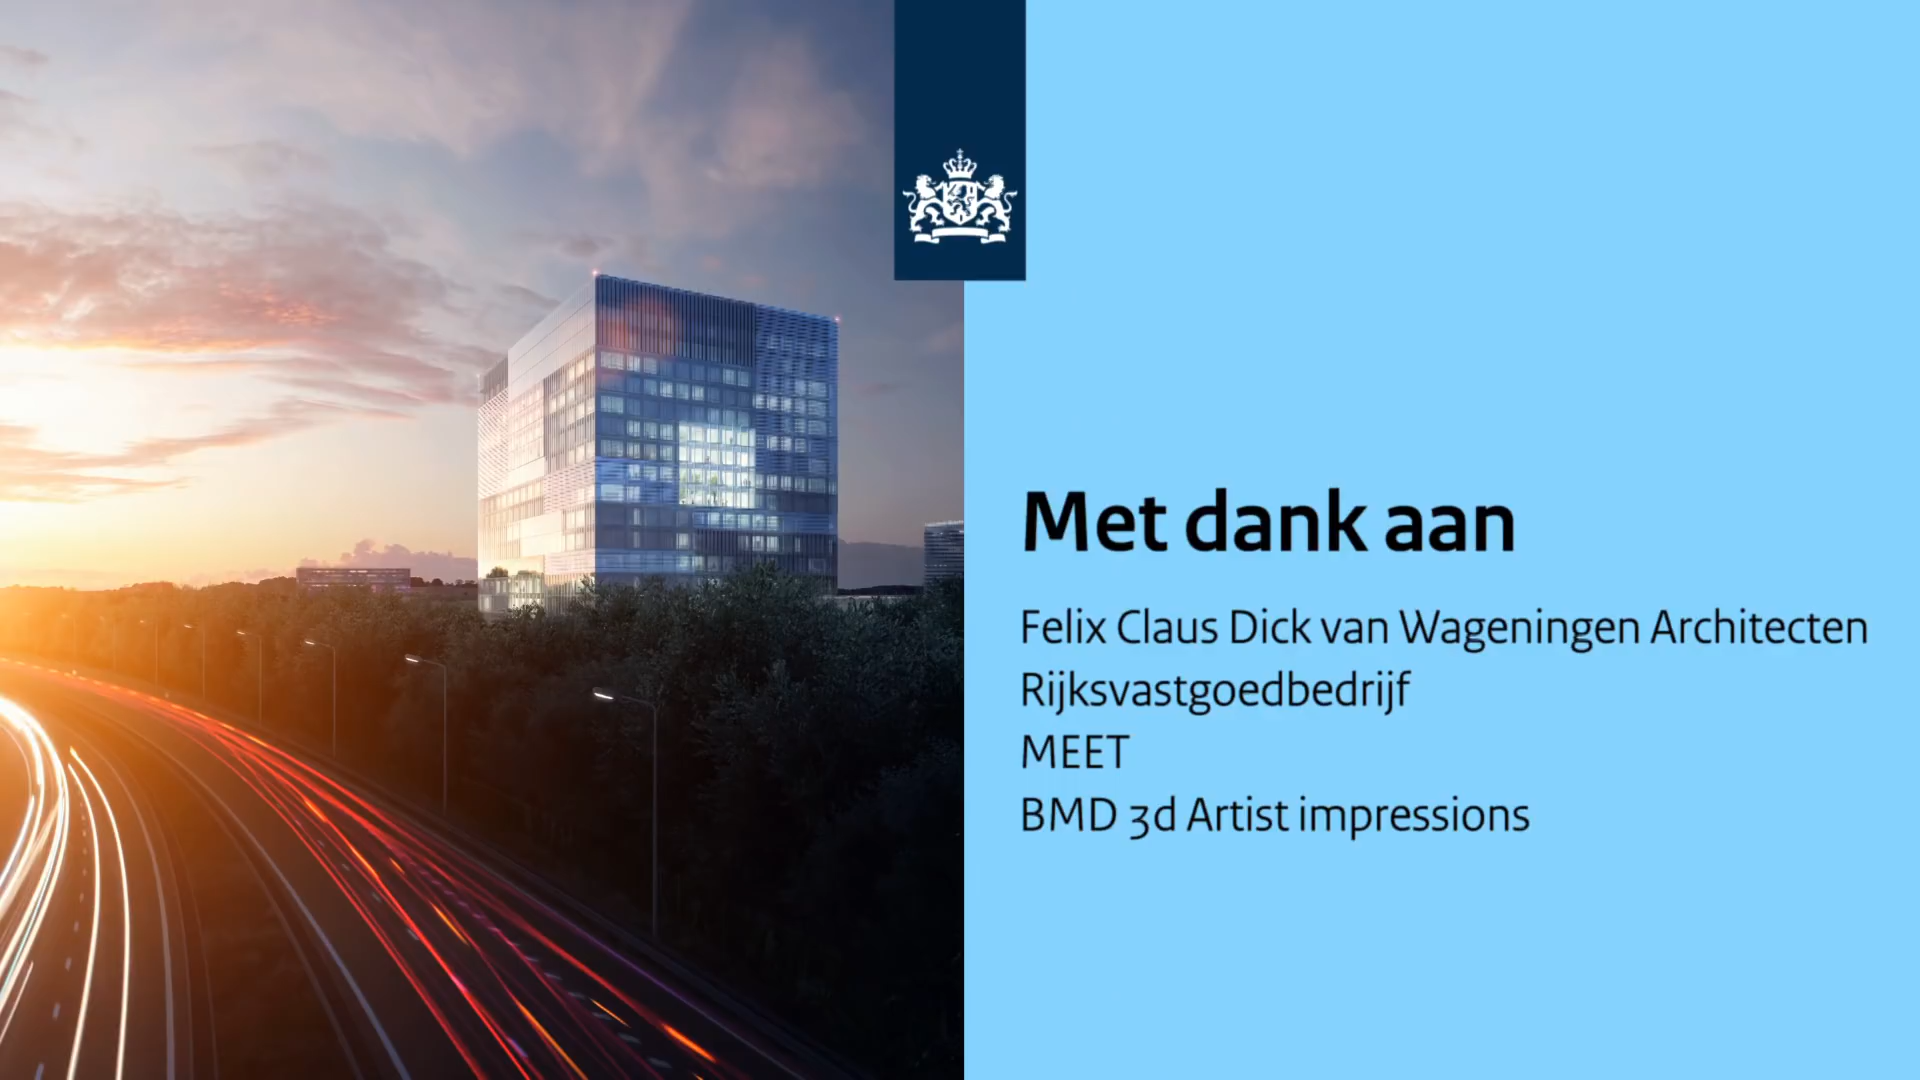 Met dank aan
Felix Claus Dick van Wageningen Architecten
Rijksvastgoedbedrijf
MEET
BMD 3d Artist impressions